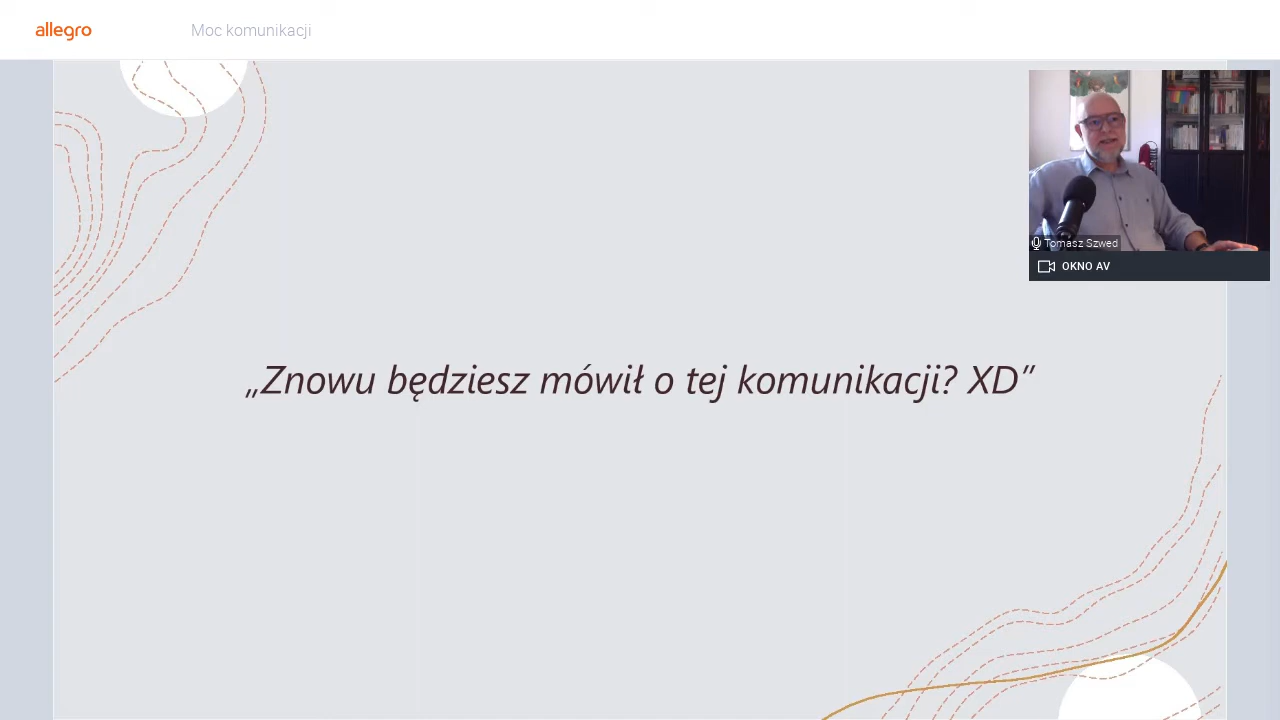 allegro
Moc komunikacji
Tomasz Szwed
OKNO AV
„Znowu będziesz mówił o tej komunikacji? XD”